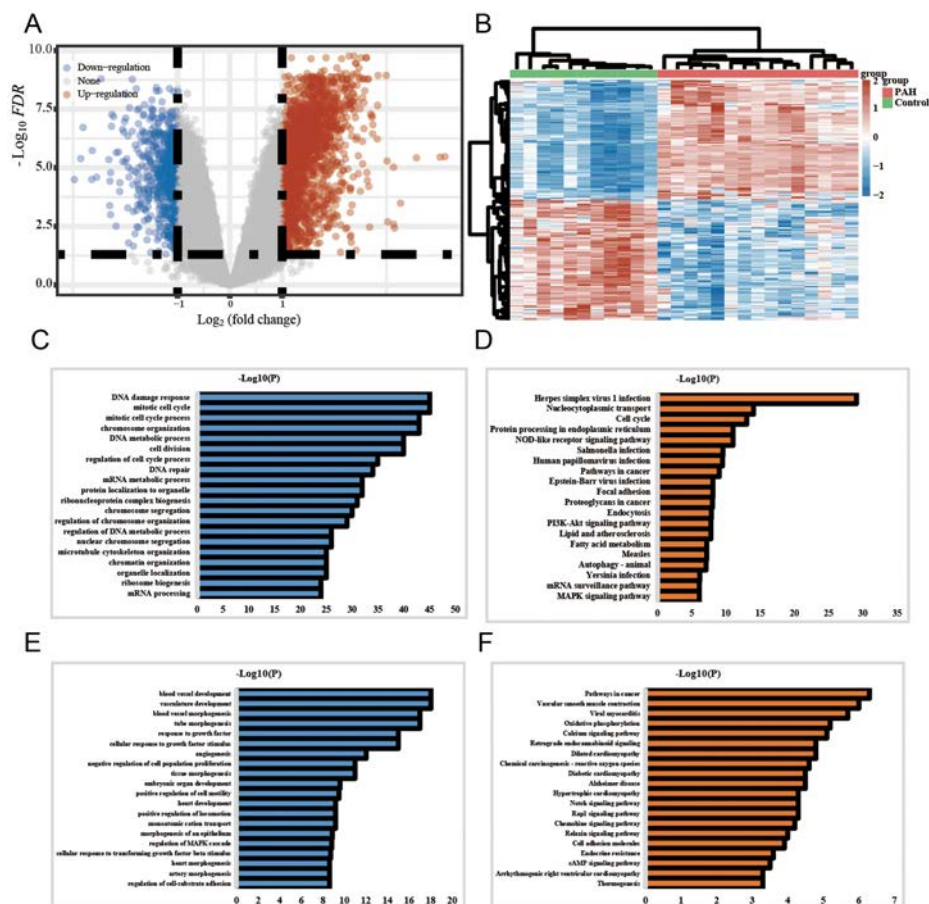 A
10.0
7.5
5.0
2.5
0.0
- Log10 FDR
Down-regulation
None
Up-regulation
−1
0
1
Log2 (fold change)
B
group
2
1
0
−1
−2
group
PAH
Control
C
-Log10(P)
DNA damage response
mitotic cell cycle
mitotic cell cycle process
chromosome organization
DNA metabolic process
cell division
regulation of cell cycle process
DNA repair
mRNA metabolic process
protein localization to organelle
ribonucleoprotein complex biogenesis
chromosome segregation
regulation of chromosome organization
regulation of DNA metabolic process
nuclear chromosome segregation
microtubule cytoskeleton organization
chromatin organization
organelle localization
ribosome biogenesis
mRNA processing
0 5 10 15 20 25 30 35 40 45 50
D
-Log10(P)
Herpes simplex virus 1 infection
Nucleocytoplasmic transport
Cell cycle
Protein processing in endoplasmic reticulum
NOD-like receptor signaling pathway
Salmonella infection
Human papillomavirus infection
Pathways in cancer
Epstein-Barr virus infection
Focal adhesion
Proteoglycans in cancer
Endocytosis
PI3K-Akt signaling pathway
Lipid and atherosclerosis
Fatty acid metabolism
Measles
Autophagy - animal
Yersinia infection
mRNA surveillance pathway
MAPK signaling pathway
0 5 10 15 20 25 30 35
E
-Log10(P)
blood vessel development
vasculature development
blood vessel morphogenesis
tube morphogenesis
response to growth factor
cellular response to growth factor stimulus
angiogenesis
negative regulation of cell population proliferation
tissue morphogenesis
embryonic organ development
positive regulation of cell motility
heart development
positive regulation of locomotion
monoatomic cation transport
morphogenesis of an epithelium
regulation of MAPK cascade
cellular response to transforming growth factor beta stimulus
heart morphogenesis
artery morphogenesis
regulation of cell-substrate adhesion
0 2 4 6 8 10 12 14 16 18 20
F
-Log10(P)
Pathways in cancer
Vascular smooth muscle contraction
Viral myocarditis
Oxidative phosphorylation
Calcium signaling pathway
Retrograde endocannabinoid signaling
Dilated cardiomyopathy
Chemical carcinogenesis - reactive oxygen species
Diabetic cardiomyopathy
Alzheimer disease
Hypertrophic cardiomyopathy
Notch signaling pathway
Rap1 signaling pathway
Chemokine signaling pathway
Relaxin signaling pathway
Cell adhesion molecules
Endocrine resistance
cAMP signaling pathway
Arrhythmogenic right ventricular cardiomyopathy
Thermogenesis
0 1 2 3 4 5 6 7